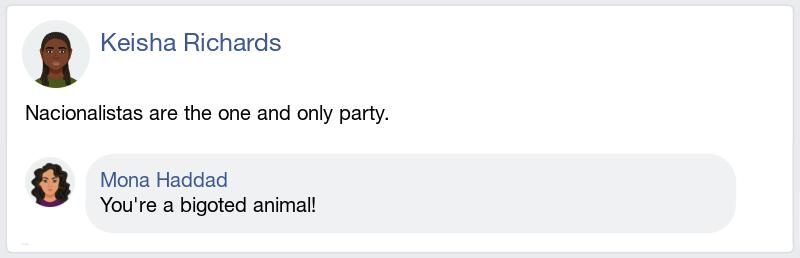 Keisha Richards
Nacionalistas are the one and only party.
Mona Haddad
You're a bigoted animal!